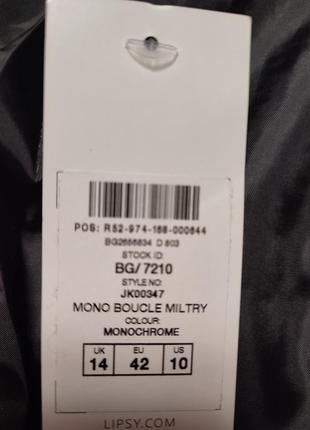 POS: R52-974-168-000644
BG2656834 D 803
STOCK ID:
BG/7210
STYLE NO:
JK00347
MONO BOUCLE MILTRY
COLOUR:
MONOCHROME
UK EU US
14 42 10
LIPSY.COM